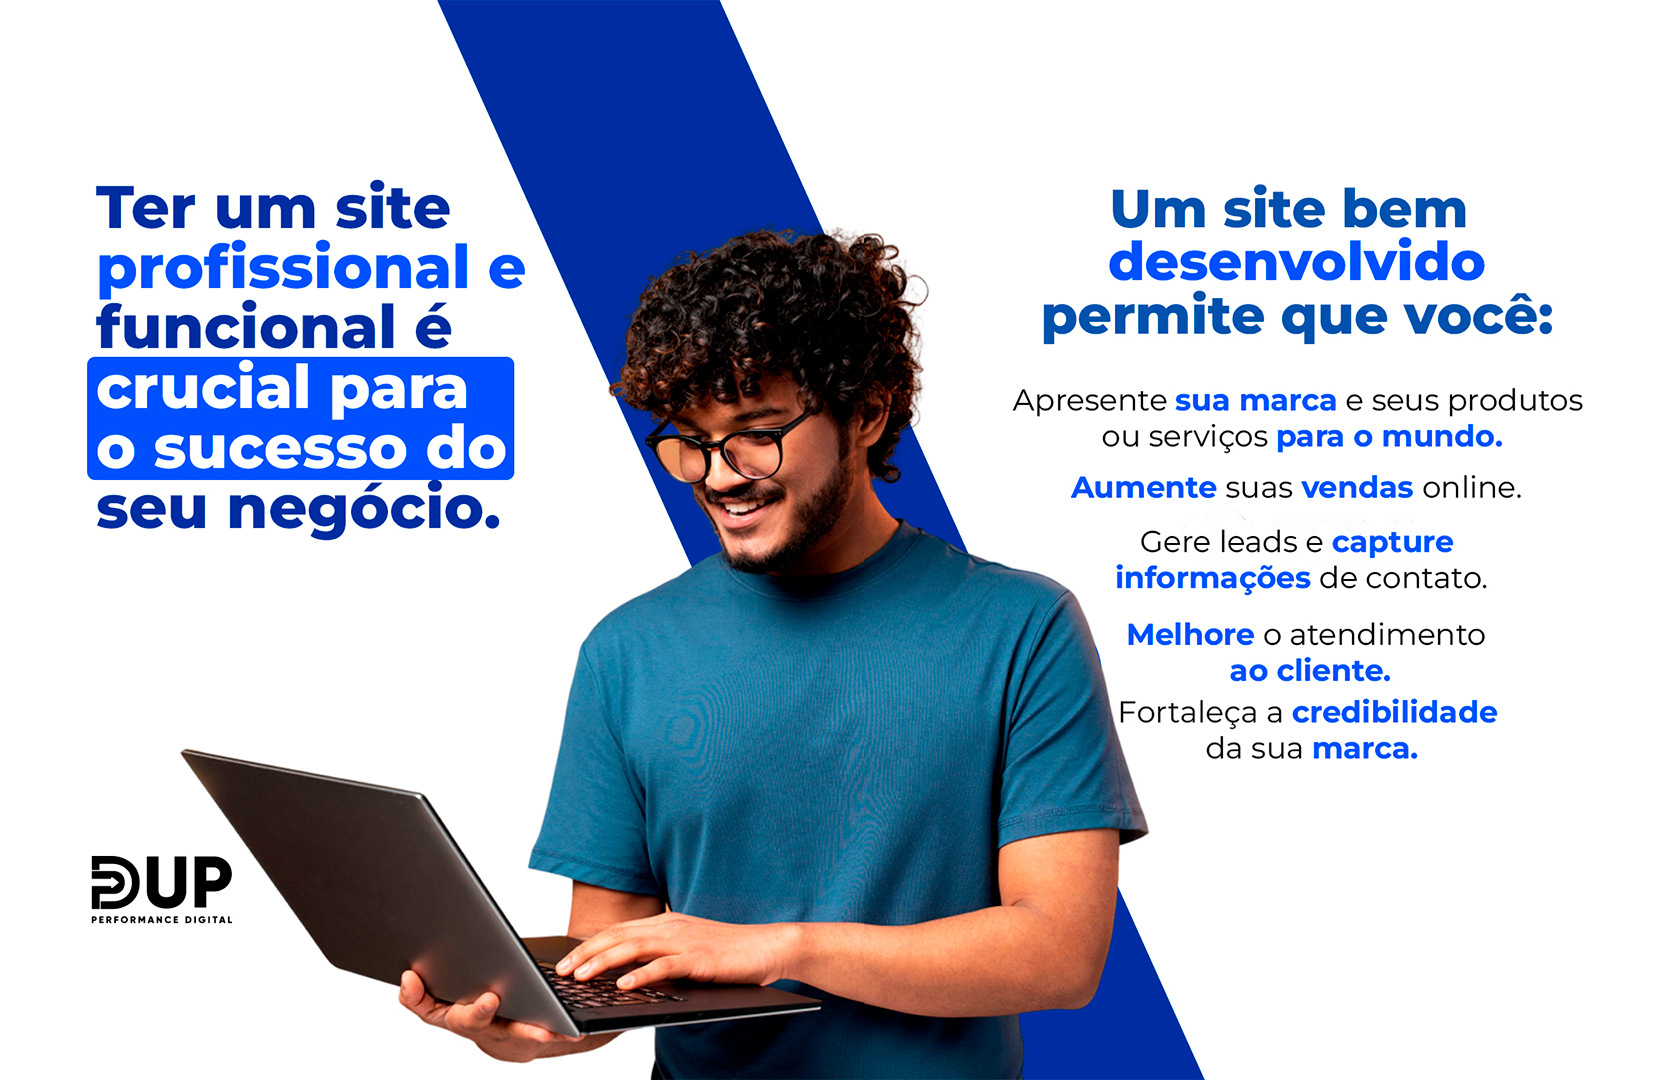 Ter um site
profissional e
funcional é
crucial para
o sucesso do
seu negócio.
Um site bem
desenvolvido
permite que você:
Apresente sua marca e seus produtos
ou serviços para o mundo.
Aumente suas vendas online.
Gere leads e capture
informações de contato.
Melhore o atendimento
ao cliente.
Fortaleça a credibilidade
da sua marca.
DUP
PERFORMANCE DIGITAL